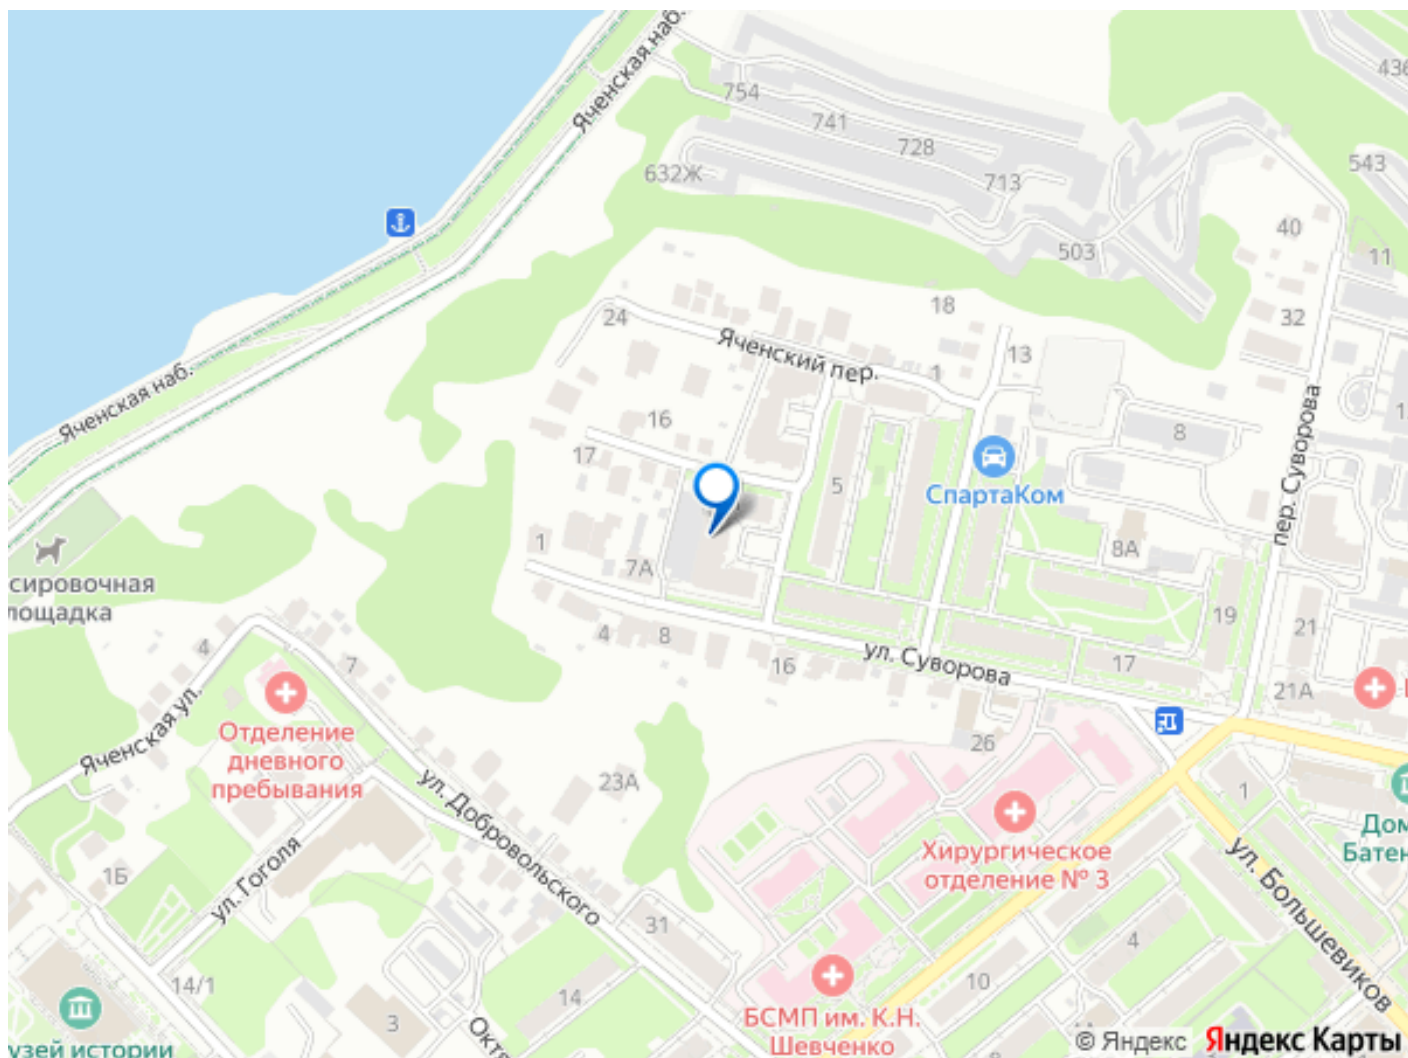 Яченская наб.
436
754
741
728
713
632Ж
543
503
40
11
18
32
24
Яченский пер.
1
13
Яченская наб.
16
8
17
СпартаКом
5
пер. Суворова
1
8А
7А
сировочная
лощадка
19
4
8
21
4
7
ул. Суворова
16
17
21А
Яченская ул.
Отделение
дневного
пребывания
26
23А
1
ул. Добровольского
Дом
Батен
ул. Большевиков
Хирургическое
отделение № 3
1Б
ул. Гоголя
31
4
14/1
14
10
3
Окт
БСМП им. К.Н.
Шевченко
узей истории
© Яндекс Яндекс Карты